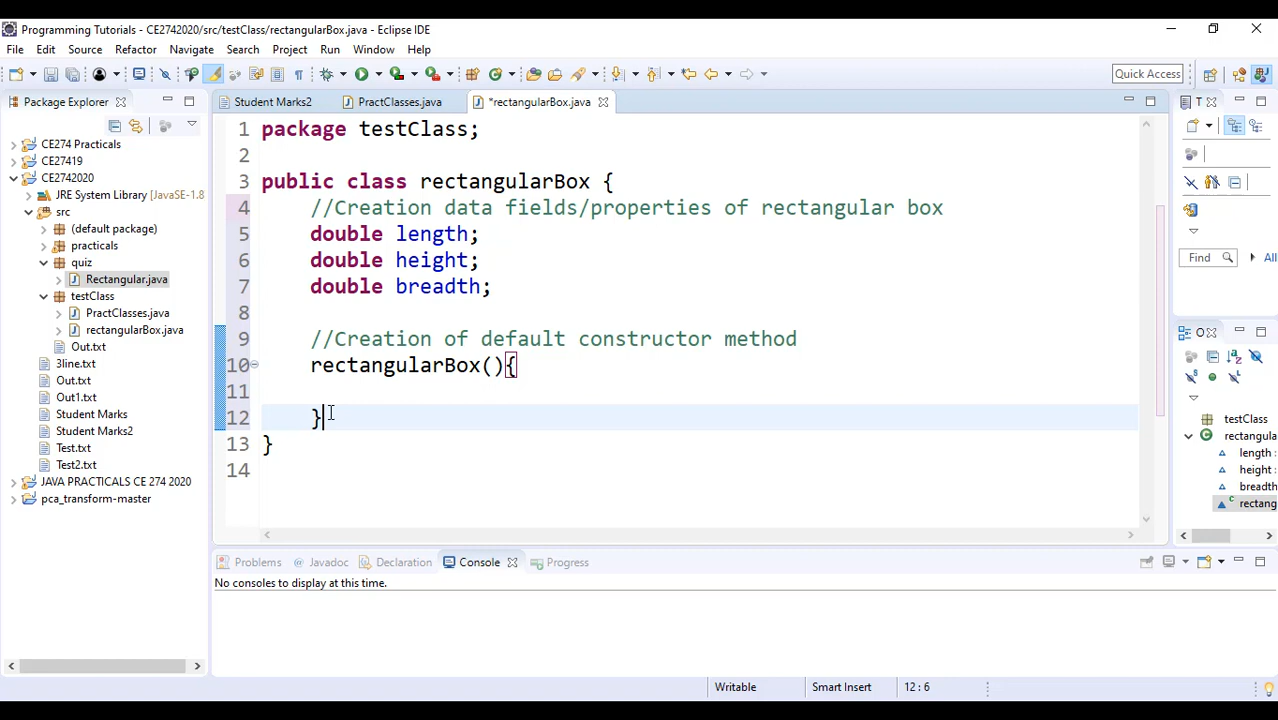 Programming Tutorials - CE2742020/src/testClass/rectangularBox.java - Eclipse IDE
File Edit Source Refactor Navigate Search Project Run Window Help
Quick Access
Package Explorer
CE274 Practicals
CE27419
CE2742020
JRE System Library [JavaSE-1.8
src
(default package)
practicals
quiz
Rectangular.java
testClass
PractClasses.java
rectangularBox.java
Out.txt
3line.txt
Out.txt
Out1.txt
Student Marks
Student Marks2
Test.txt
Test2.txt
JAVA PRACTICALS CE 274 2020
pca_transform-master
Student Marks2 PractClasses.java *rectangularBox.java
1 package testClass;
2
3 public class rectangularBox {
4 //Creation data fields/properties of rectangular box
5 double length;
6 double height;
7 double breadth;
8
9 //Creation of default constructor method
10 rectangularBox(){
11
12 }
13 }
14
Problems Javadoc Declaration Console Progress
No consoles to display at this time.
T
Find All
O
testClass
rectangula
length :
height :
breadth
rectang
Writable Smart Insert 12 : 6